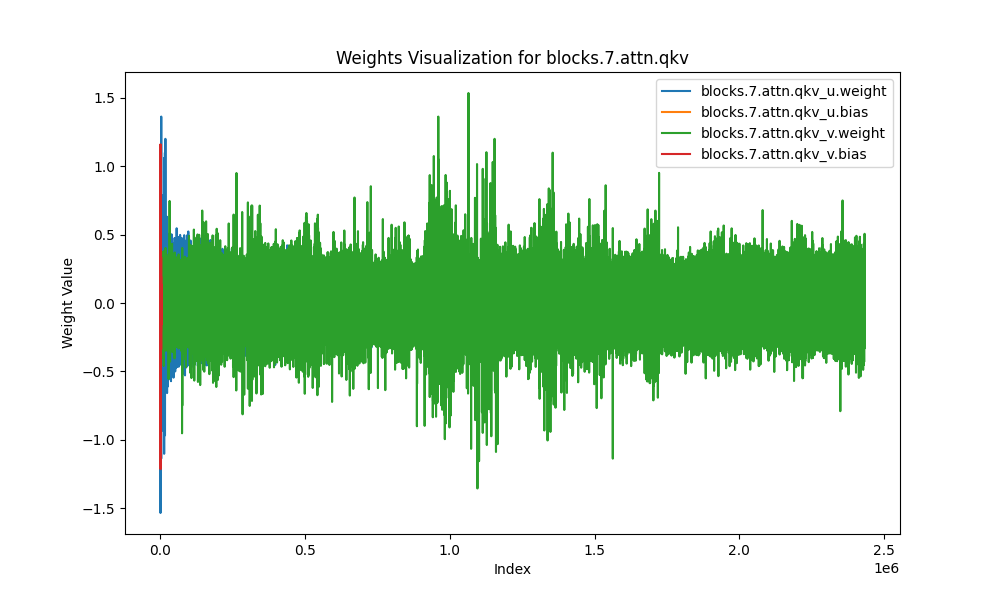 Weights Visualization for blocks.7.attn.qkv
blocks.7.attn.qkv_u.weight
blocks.7.attn.qkv_u.bias
blocks.7.attn.qkv_v.weight
blocks.7.attn.qkv_v.bias
1.5
1.0
0.5
0.0
−0.5
−1.0
−1.5
Weight Value
0.0 0.5 1.0 1.5 2.0 2.5
1e6
Index